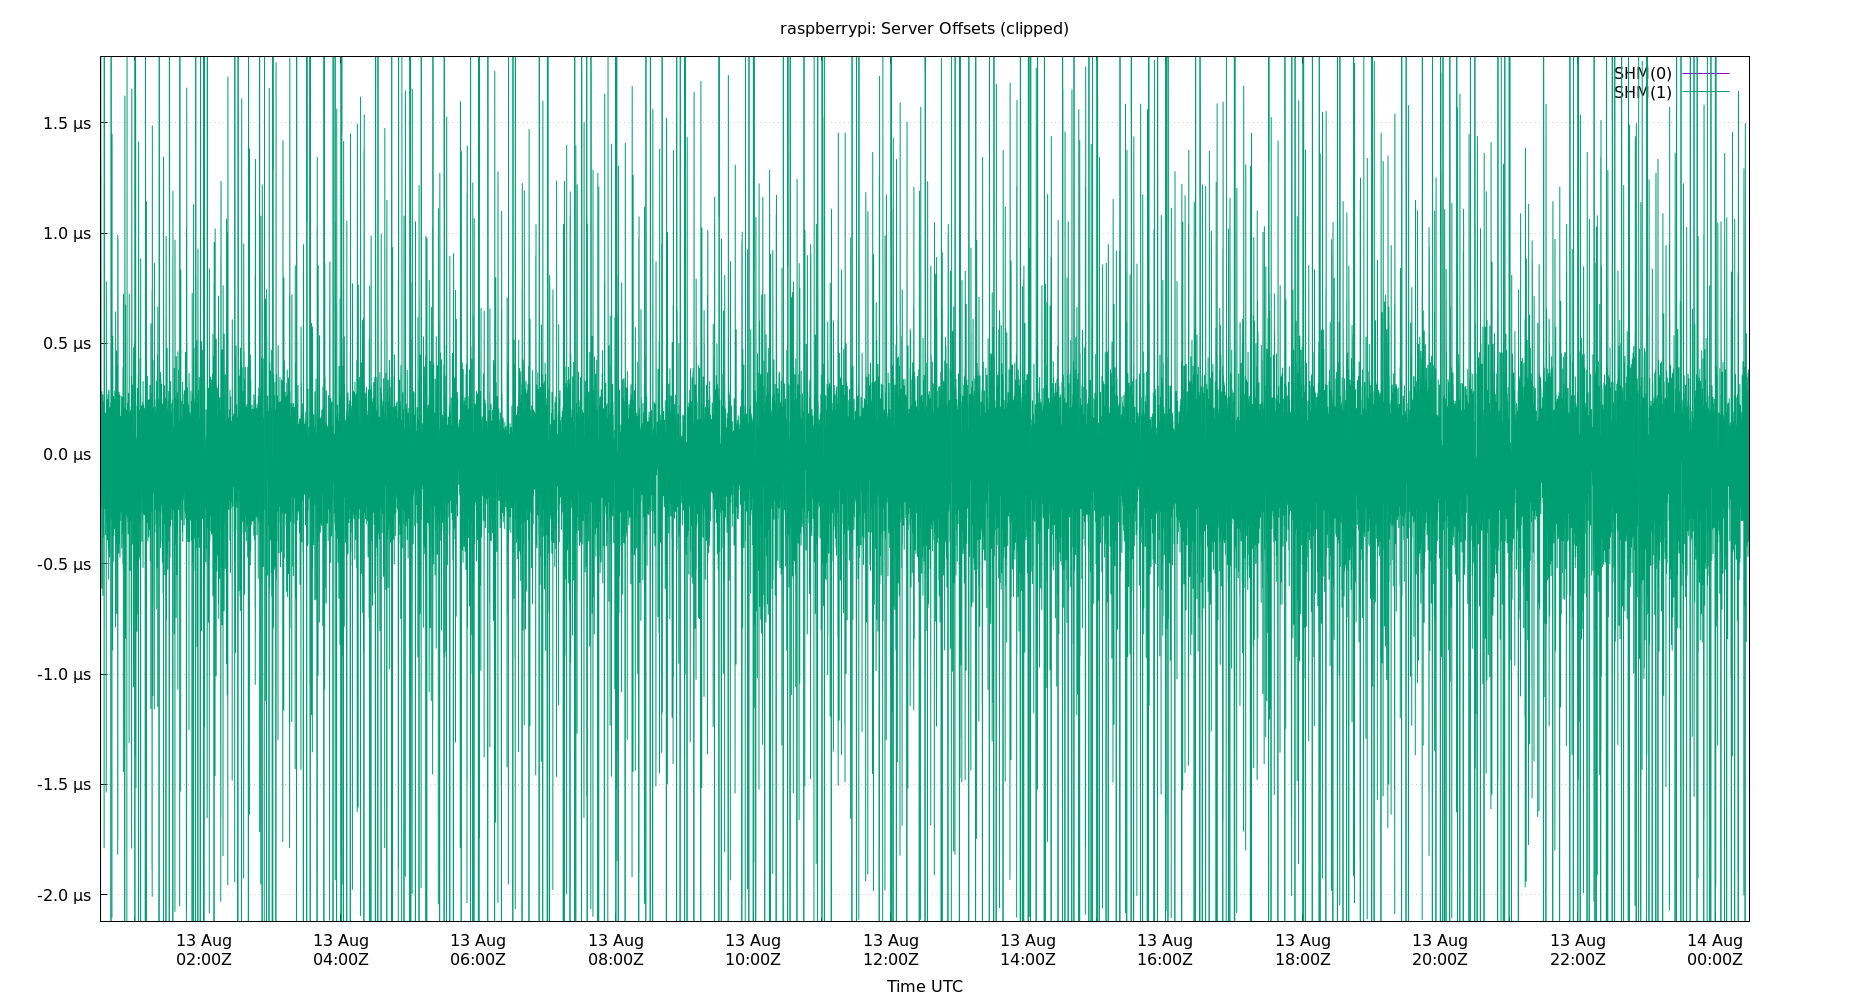 raspberrypi: Server Offsets (clipped)
SHM(0)
SHM(1)
1.5 µs
1.0 µs
0.5 µs
0.0 µs
-0.5 µs
-1.0 µs
-1.5 µs
-2.0 µs
13 Aug 13 Aug 13 Aug 13 Aug 13 Aug 13 Aug 13 Aug 13 Aug 13 Aug 13 Aug 13 Aug 14 Aug
02:00Z 04:00Z 06:00Z 08:00Z 10:00Z 12:00Z 14:00Z 16:00Z 18:00Z 20:00Z 22:00Z 00:00Z
Time UTC